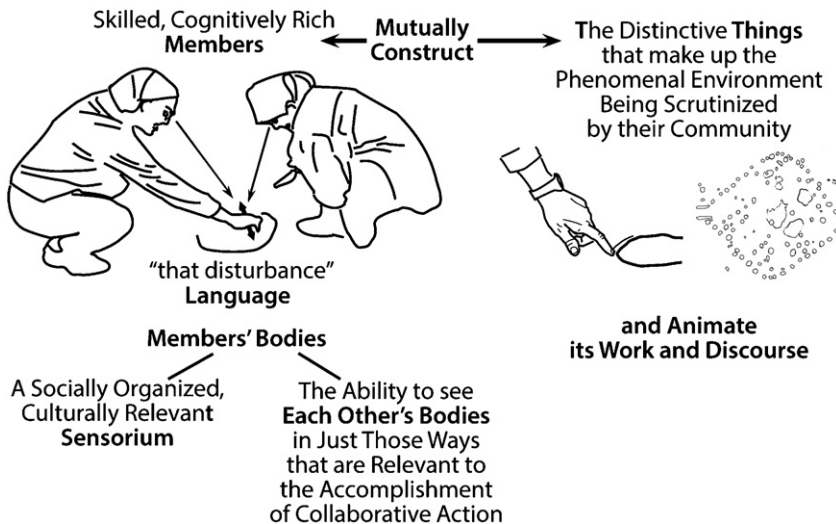 Skilled, Cognitively Rich
Members
Mutually
Construct
The Distinctive Things
that make up the
Phenomenal Environment
Being Scrutinized
by their Community
“that disturbance”
Language
and Animate
its Work and Discourse
Members’ Bodies
A Socially Organized,
Culturally Relevant
Sensorium
The Ability to see
Each Other’s Bodies
in Just Those Ways
that are Relevant to
the Accomplishment
of Collaborative Action